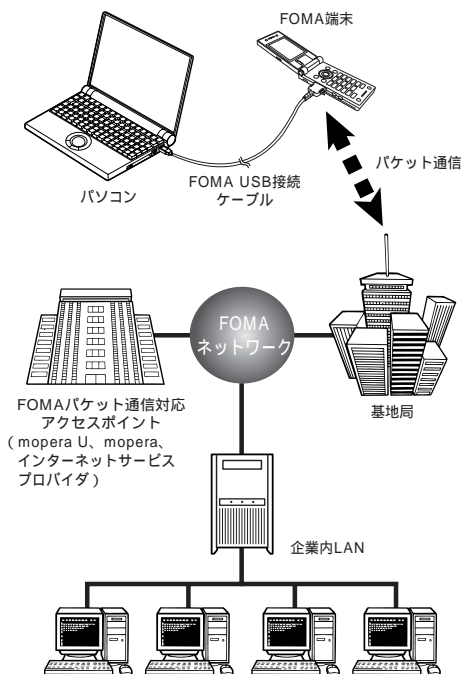 FOMA端末
パケット通信
パソコン
FOMA USB接続
ケーブル
FOMA
ネットワーク
FOMAパケット通信対応
アクセスポイント
(mopera U、mopera、
インターネットサービス
プロバイダ)
基地局
企業内LAN